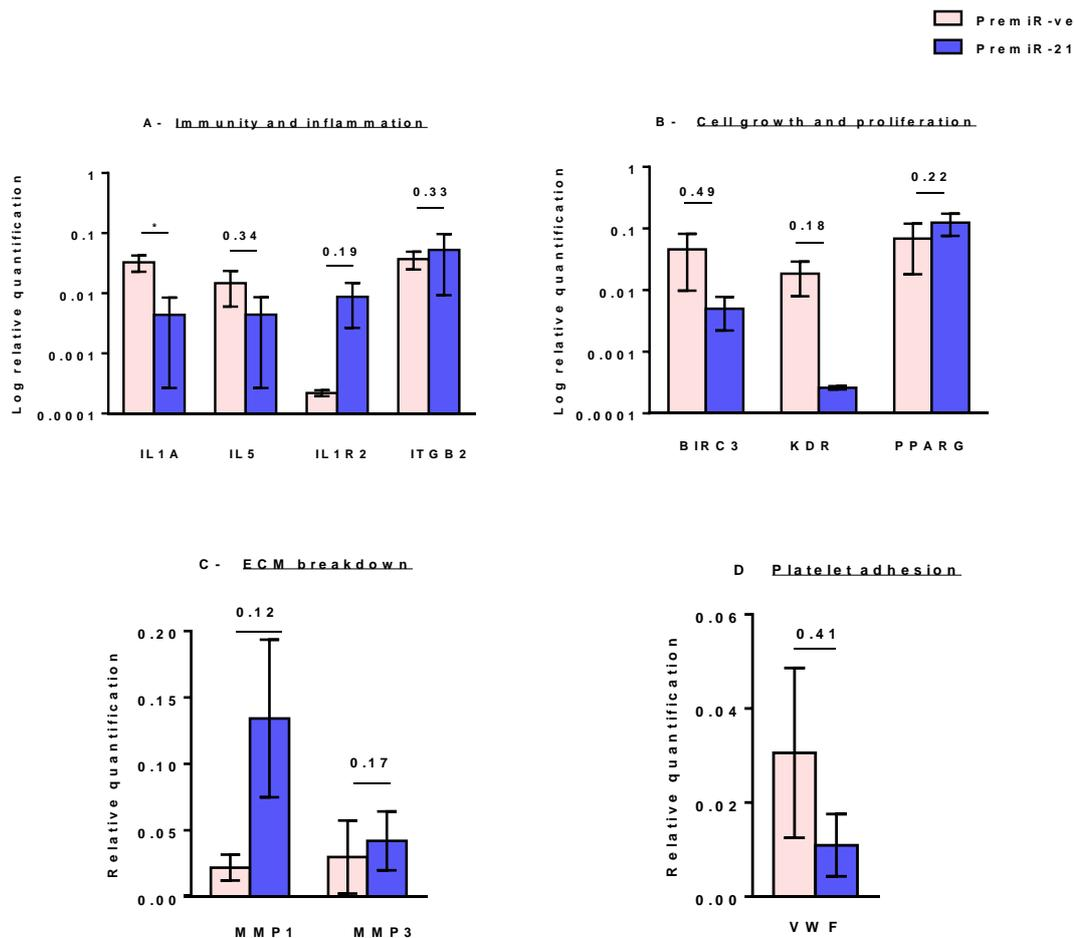 PremiR-ve
PremiR-21
A- Immunity and inflammation
Log relative quantification
1
0.1
0.01
0.001
0.0001
*
0.34
0.19
0.33
IL1A IL5 IL1R2 ITGB2
B- Cell growth and proliferation
Log relative quantification
1
0.1
0.01
0.001
0.0001
0.49
0.18
0.22
BIRC3 KDR PPARG
C- ECM breakdown
Relative quantification
0.20
0.15
0.10
0.05
0.00
0.12
0.17
MMP1 MMP3
D Platelet adhesion
Relative quantification
0.06
0.04
0.02
0.00
0.41
VWF